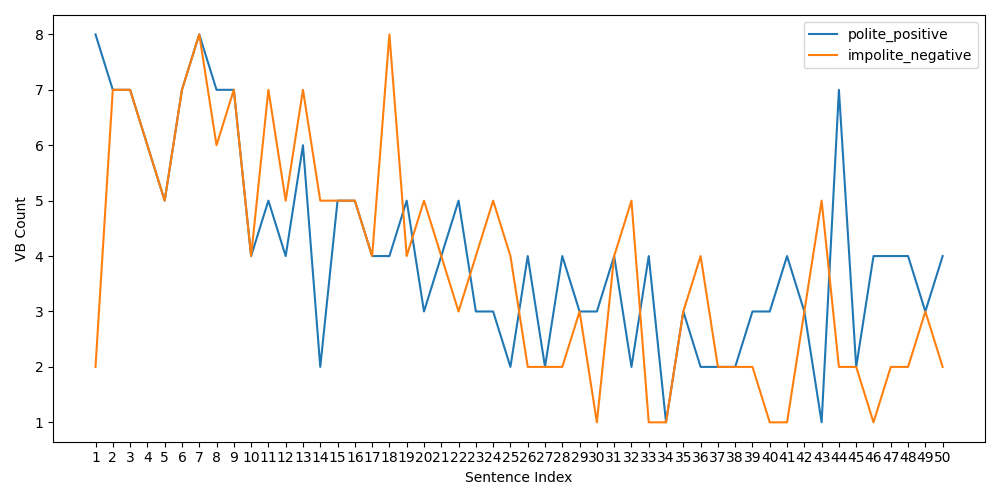 polite_positive
impolite_negative
8
7
6
5
4
3
2
1
VB Count
1 2 3 4 5 6 7 8 9 10 11 12 13 14 15 16 17 18 19 20 21 22 23 24 25 26 27 28 29 30 31 32 33 34 35 36 37 38 39 40 41 42 43 44 45 46 47 48 49 50
Sentence Index